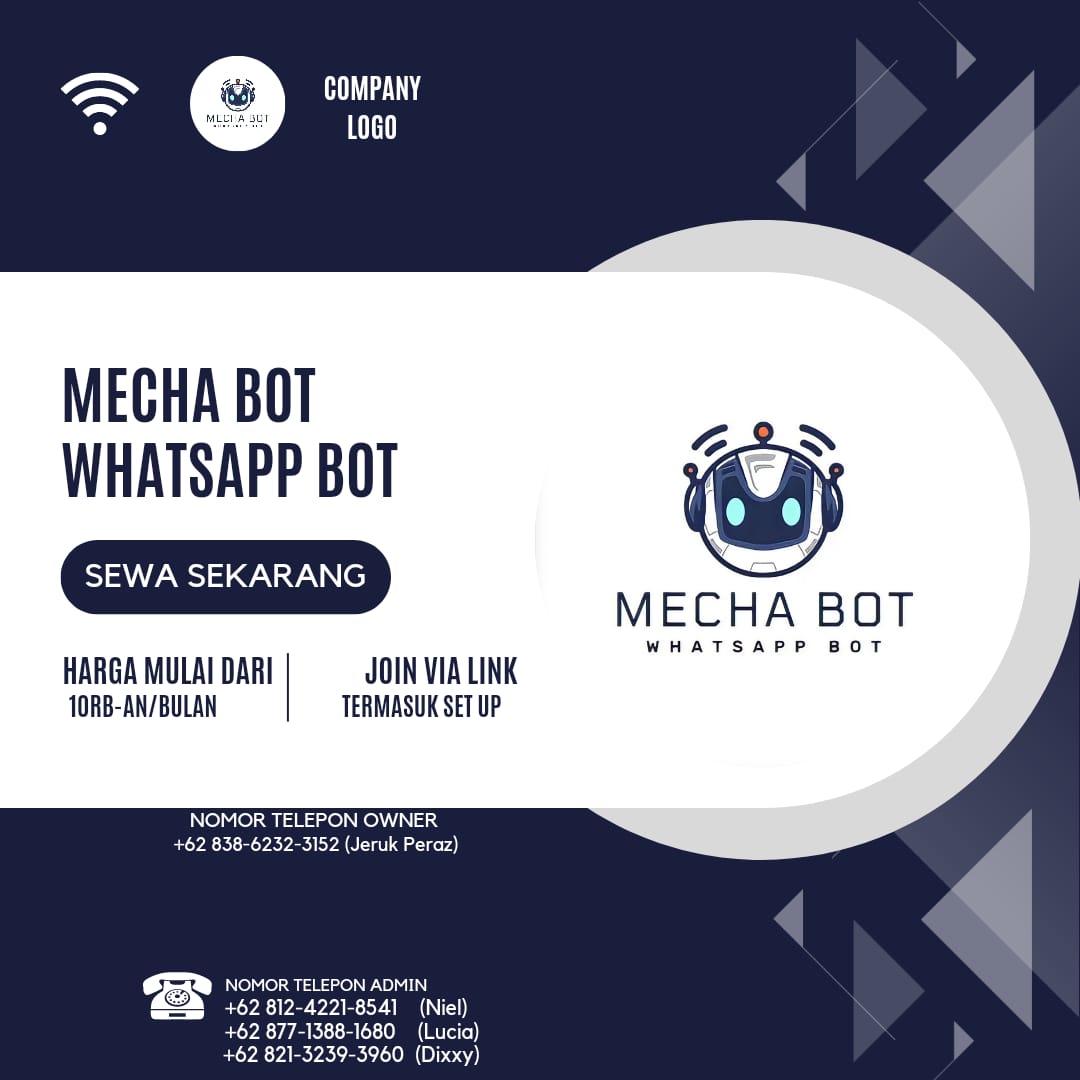 COMPANY
LOGO
MECHA BOT
MECHA BOT
WHATSAPP BOT
SEWA SEKARANG
HARGA MULAI DARI
10RB-AN/BULAN
JOIN VIA LINK
TERMASUK SET UP
MECHA BOT
WHATSAPP BOT
NOMOR TELEPON OWNER
+62 838-6232-3152 (Jeruk Peraz)
NOMOR TELEPON ADMIN
+62 812-4221-8541 (Niel)
+62 877-1388-1680 (Lucia)
+62 821-3239-3960 (Dixxy)